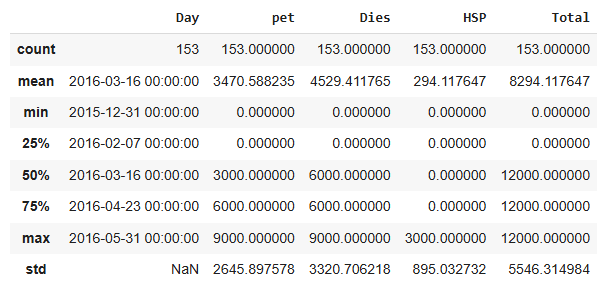 Day pet Dies HSP Total
count 153 153.000000 153.000000 153.000000 153.000000
mean 2016-03-16 00:00:00 3470.588235 4529.411765 294.117647 8294.117647
min 2015-12-31 00:00:00 0.000000 0.000000 0.000000 0.000000
25% 2016-02-07 00:00:00 0.000000 0.000000 0.000000 0.000000
50% 2016-03-16 00:00:00 3000.000000 6000.000000 0.000000 12000.000000
75% 2016-04-23 00:00:00 6000.000000 6000.000000 0.000000 12000.000000
max 2016-05-31 00:00:00 9000.000000 9000.000000 3000.000000 12000.000000
std NaN 2645.897578 3320.706218 895.032732 5546.314984